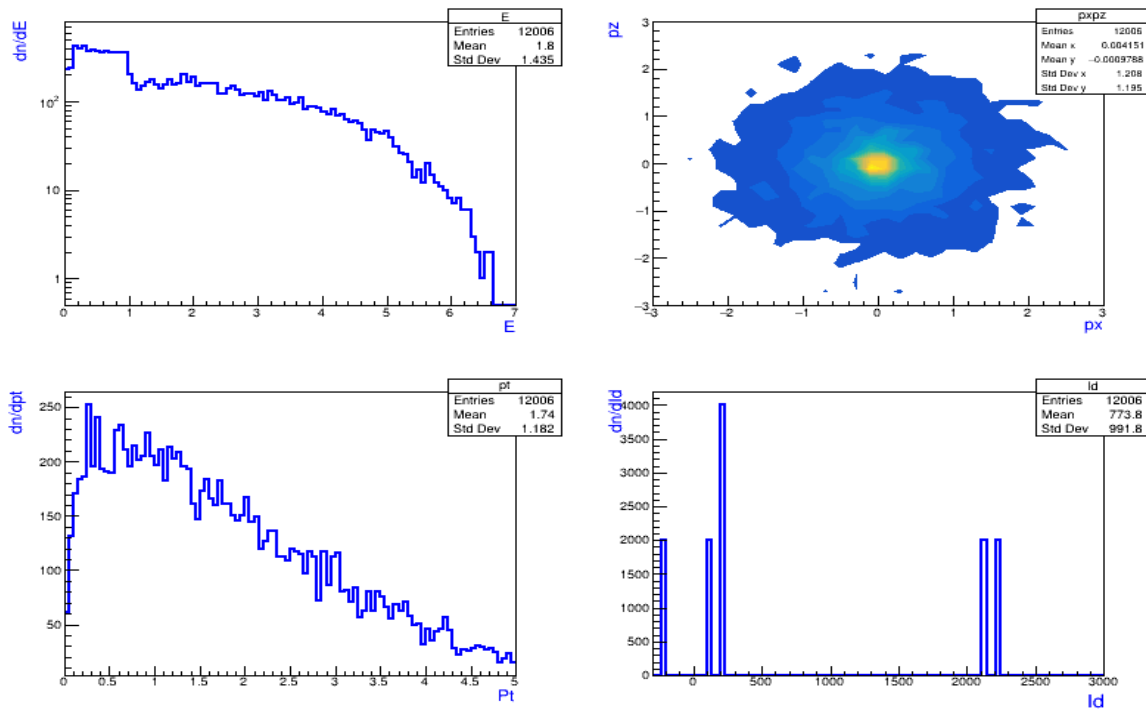 E
Entries 12006
Mean 1.8
Std Dev 1.435
dn/dE
10²
10
1
0 1 2 3 4 5 6 7
E
pxpz
Entries 12006
Mean x 0.004151
Mean y −0.0009788
Std Dev x 1.208
Std Dev y 1.195
pz
3
2
1
0
−1
−2
−3
−3 −2 −1 0 1 2 3
px
pt
Entries 12006
Mean 1.74
Std Dev 1.182
dn/dpt
250
200
150
100
50
0 0.5 1 1.5 2 2.5 3 3.5 4 4.5 5
Pt
Id
Entries 12006
Mean 773.8
Std Dev 991.8
dn/dId
4000
3500
3000
2500
2000
1500
1000
500
0
0 500 1000 1500 2000 2500 3000
Id